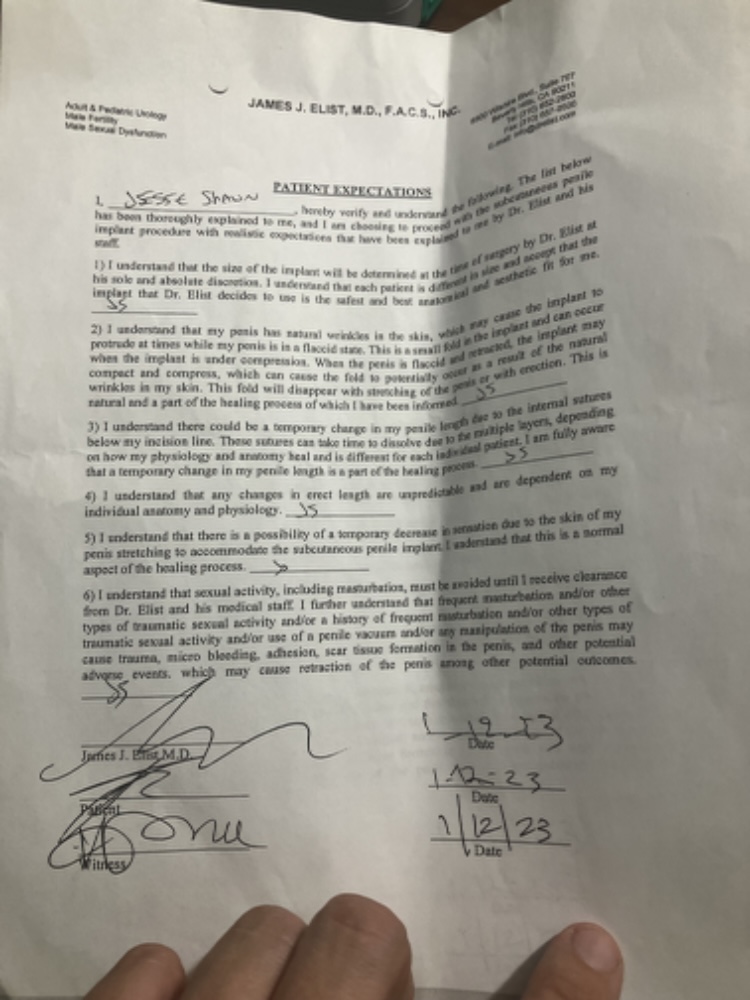 Adult & Pediatric Urology
Male Fertility
Male Sexual Dysfunction
JAMES J. ELIST, M.D., F.A.C.S., INC.
8500 Wilshire Blvd., Suite 707
Beverly Hills, CA 90211
Tel (310) 652-2600
Fax
E-mail: info@drelist.com
PATIENT EXPECTATIONS
I, JESSE SHAWN, hereby verify and understand the following. The list below
has been thoroughly explained to me, and I am choosing to proceed with the subcutaneous penile
implant procedure with realistic expectations that have been explained to me by Dr. Elist and his
staff.
1) I understand that the size of the implant will be determined at the time of surgery by Dr. Elist at
his sole and absolute discretion. I understand that each patient is different in size and accept that the
implant that Dr. Elist decides to use is the safest and best anatomical and aesthetic fit for me.
JS
2) I understand that my penis has natural wrinkles in the skin, which may cause the implant to
protrude at times while my penis is in a flaccid state. This is a small fold in the implant and can occur
when the implant is under compression. When the penis is flaccid and retracted, the implant may
compact and compress, which can cause the fold to potentially occur as a result of the natural
wrinkles in my skin. This fold will disappear with stretching of the penis or with erection. This is
natural and a part of the healing process of which I have been informed. JS
3) I understand there could be a temporary change in my penile length due to the internal sutures
below my incision line. These sutures can take time to dissolve due to the multiple layers, depending
on how my physiology and anatomy heal and is different for each individual patient. I am fully aware
that a temporary change in my penile length is a part of the healing process. JS
4) I understand that any changes in erect length are unpredictable and are dependent on my
individual anatomy and physiology. JS
5) I understand that there is a possibility of a temporary decrease in sensation due to the skin of my
penis stretching to accommodate the subcutaneous penile implant. I understand that this is a normal
aspect of the healing process. JS
6) I understand that sexual activity, including masturbation, must be avoided until I receive clearance
from Dr. Elist and his medical staff. I further understand that frequent masturbation and/or other
types of traumatic sexual activity and/or a history of frequent masturbation and/or other types of
traumatic sexual activity and/or use of a penile vacuum and/or any manipulation of the penis may
cause trauma, micro bleeding, adhesion, scar tissue formation in the penis, and other potential
adverse events. which may cause retraction of the penis among other potential outcomes.
JS
1-12-23
James J. Elist M.D. Date
1-12-23
Patient Date
1/12/23
Witness Date